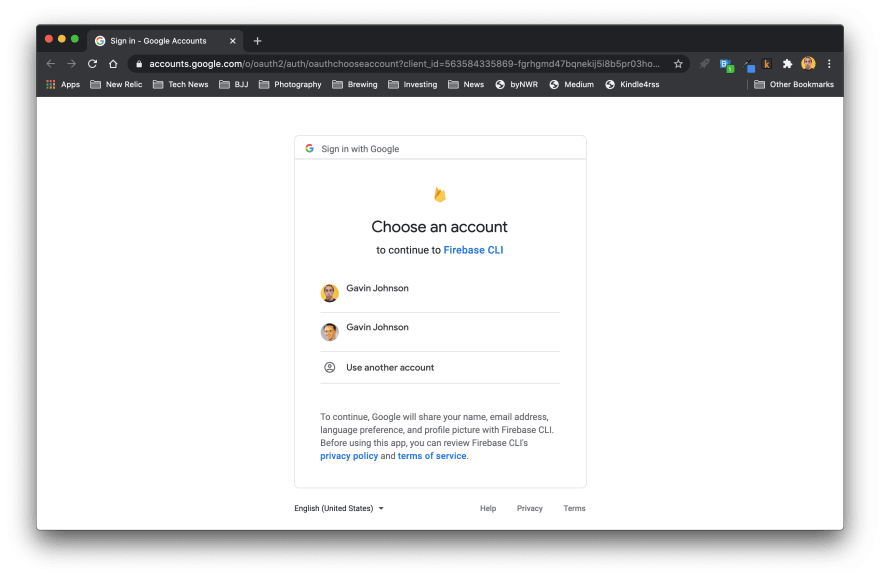 Sign in - Google Accounts
accounts.google.com/o/oauth2/auth/oauthchooseaccount?client_id=563584335869-fgrhgmd47bqnekij5i8b5pr03ho...
Apps New Relic Tech News BJJ Photography Brewing Investing News byNWR Medium Kindle4rss Other Bookmarks
Sign in with Google
Choose an account
to continue to Firebase CLI
Gavin Johnson
Gavin Johnson
Use another account
To continue, Google will share your name, email address,
language preference, and profile picture with Firebase CLI.
Before using this app, you can review Firebase CLI's
privacy policy and terms of service.
English (United States) Help Privacy Terms